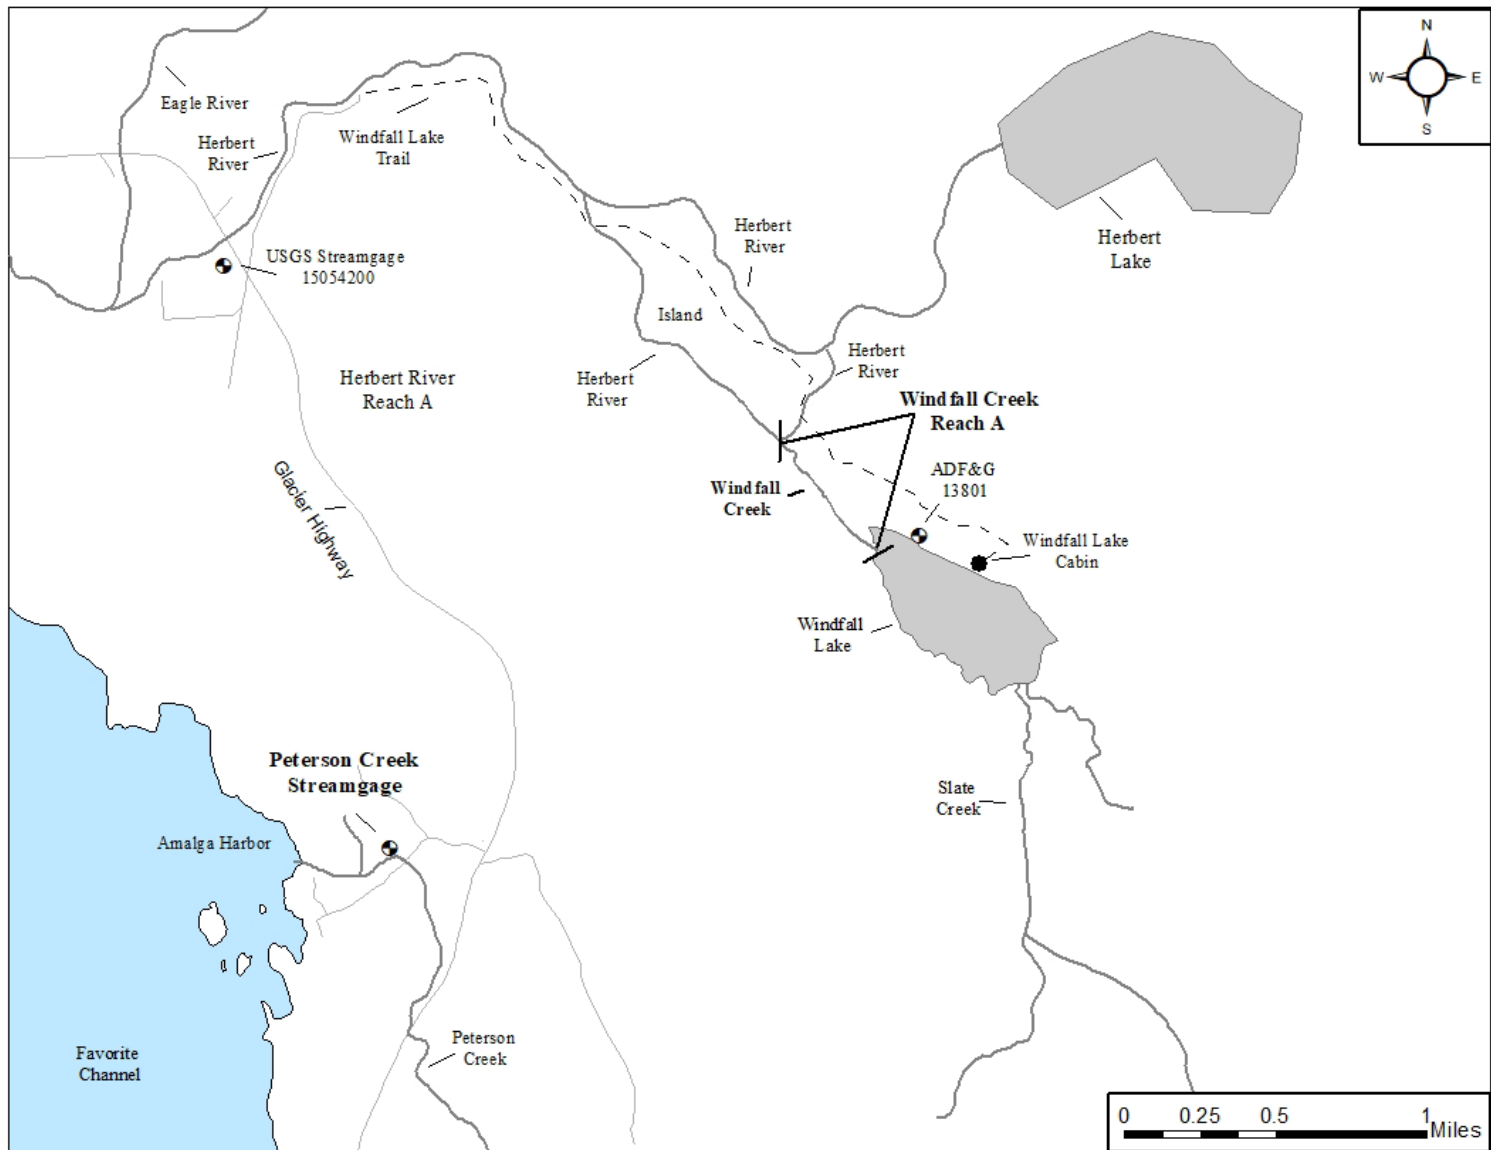 N
W
E
S
Eagle River
Herbert
River
Windfall Lake
Trail
Herbert
River
Herbert
Lake
USGS Streamgage
15054200
Island
Herbert River
Reach A
Herbert
River
Herbert
River
Windfall Creek
Reach A
Glacier Highway
Windfall
Creek
ADF&G
13801
Windfall Lake
Cabin
Windfall
Lake
Peterson Creek
Streamgage
Slate
Creek
Amalga Harbor
Favorite
Channel
Peterson
Creek
0
0.25
0.5
1
Miles